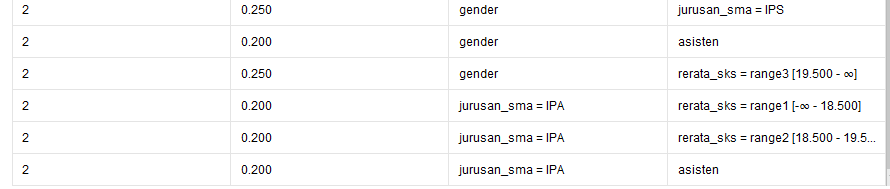 2 0.250 gender jurusan_sma = IPS
2 0.200 gender asisten
2 0.250 gender rerata_sks = range3 [19.500 - ∞]
2 0.200 jurusan_sma = IPA rerata_sks = range1 [-∞ - 18.500]
2 0.200 jurusan_sma = IPA rerata_sks = range2 [18.500 - 19.5...
2 0.200 jurusan_sma = IPA asisten